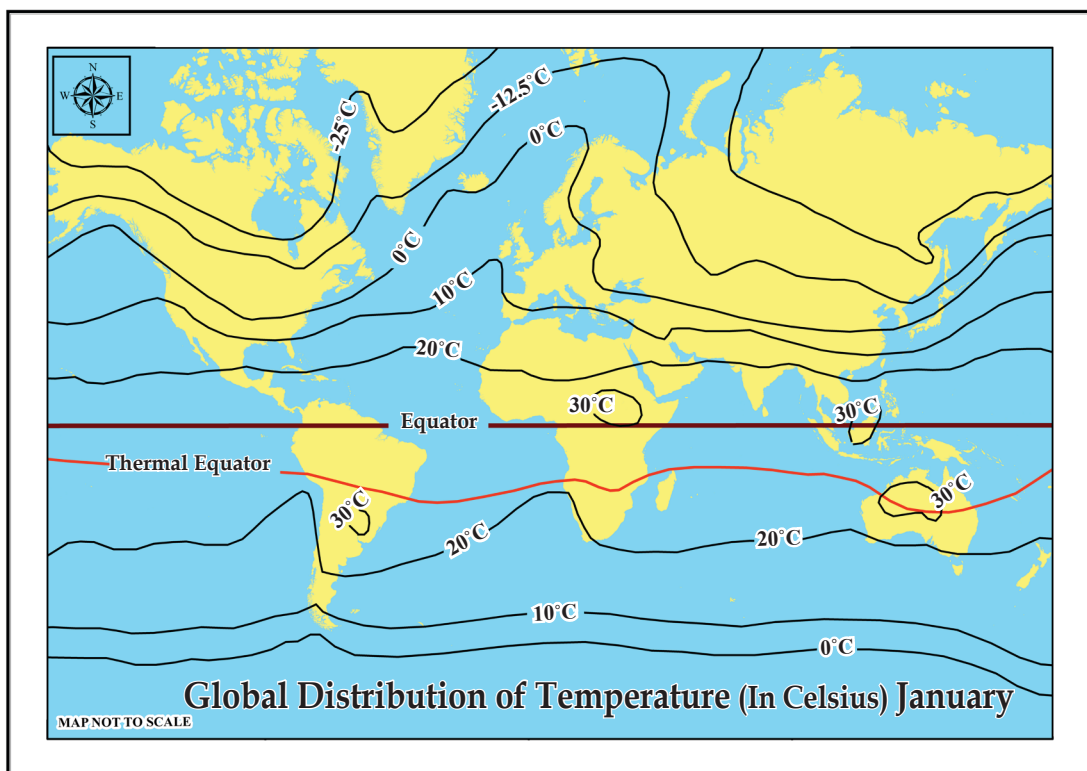 N
W E
S
-25°C
-12.5°C
0°C
0°C
10°C
20°C
30°C
30°C
Equator
Thermal Equator
30°C
30°C
20°C
20°C
10°C
0°C
Global Distribution of Temperature (In Celsius) January
MAP NOT TO SCALE